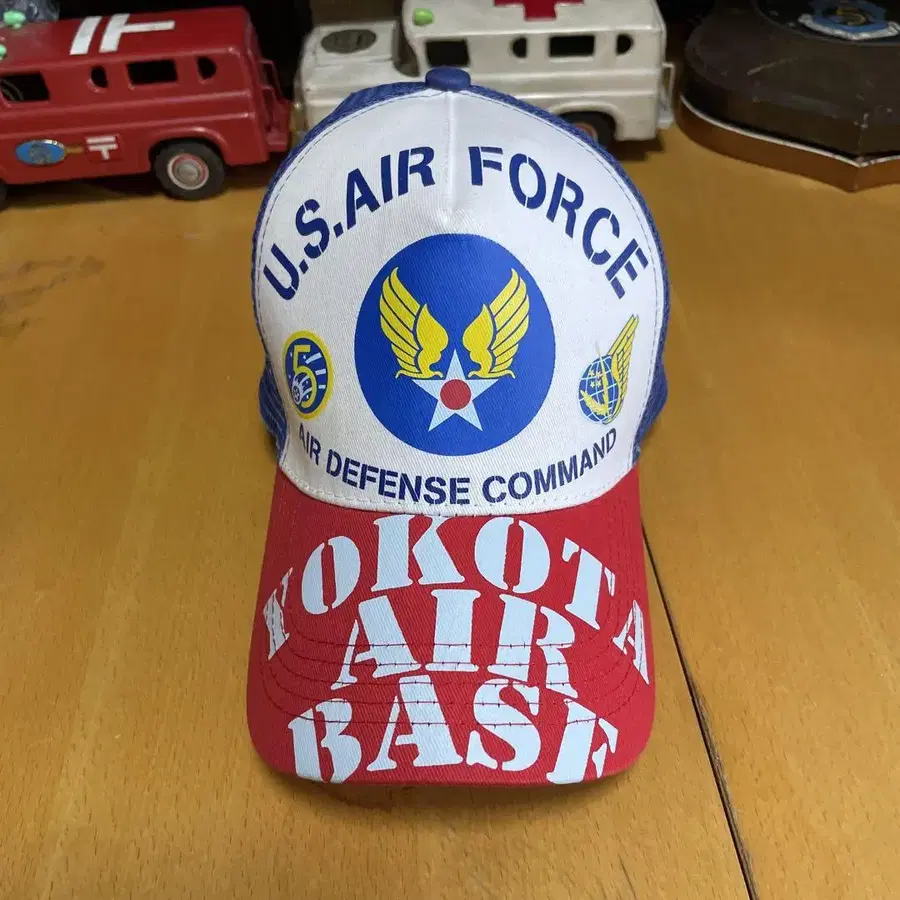 U.S.AIR FORCE
5
AIR DEFENSE COMMAND
YOKOTA
AIR
BASE